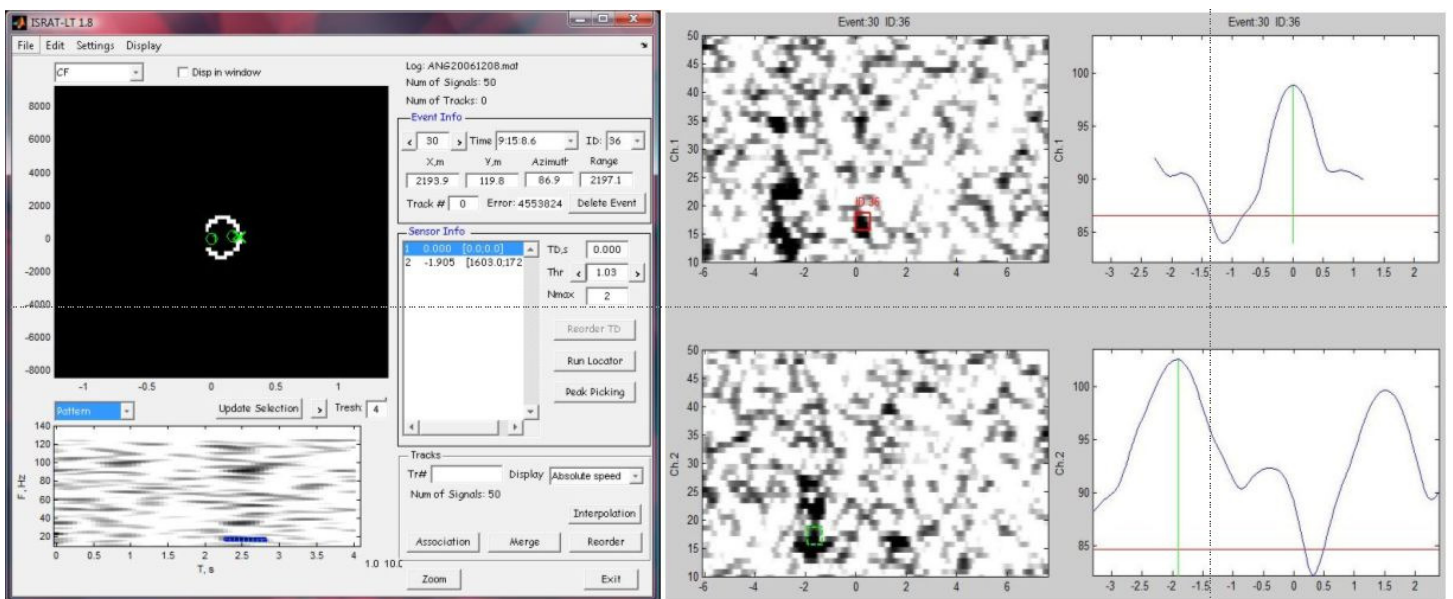 ISRAT-LT 1.8
File Edit Settings Display
CF
Disp in window
8000
6000
4000
2000
0
-2000
-4000
-6000
-8000
-1 -0.5 0 0.5 1
Pattern
Update Selection > Tresh: 4
140
120
100
80
60
40
20
F, Hz
0 0.5 1 1.5 2 2.5 3 3.5 4
T, s
1.0 10.0
Log: ANG20061208.mat
Num of Signals: 50
Num of Tracks: 0
Event Info
< 30 > Time 9:15:8.6 ID: 36
X,m Y,m Azimuth Range
2193.9 119.8 86.9 2197.1
Track # 0 Error: 4553824 Delete Event
Sensor Info
1 0.000 [0.0;0.0]
2 -1.905 [1603.0;172
TD,s 0.000
Thr < 1.03 >
Nmax 2
Reorder TD
Run Locator
Peak Picking
Tracks
Tr# Display Absolute speed
Num of Signals: 50
Interpolation
Association Merge Reorder
Zoom Exit
Event:30 ID:36
50
45
40
35
30
25
20
15
10
Ch.1
ID:36
-6 -4 -2 0 2 4 6
Event:30 ID:36
100
95
90
85
Ch.1
-2 -1.5 -1 -0.5 0 0.5 1 1.5 2
50
45
40
35
30
25
20
15
10
Ch.2
-6 -4 -2 0 2 4 6
100
95
90
85
Ch.2
-2 -1.5 -1 -0.5 0 0.5 1 1.5 2